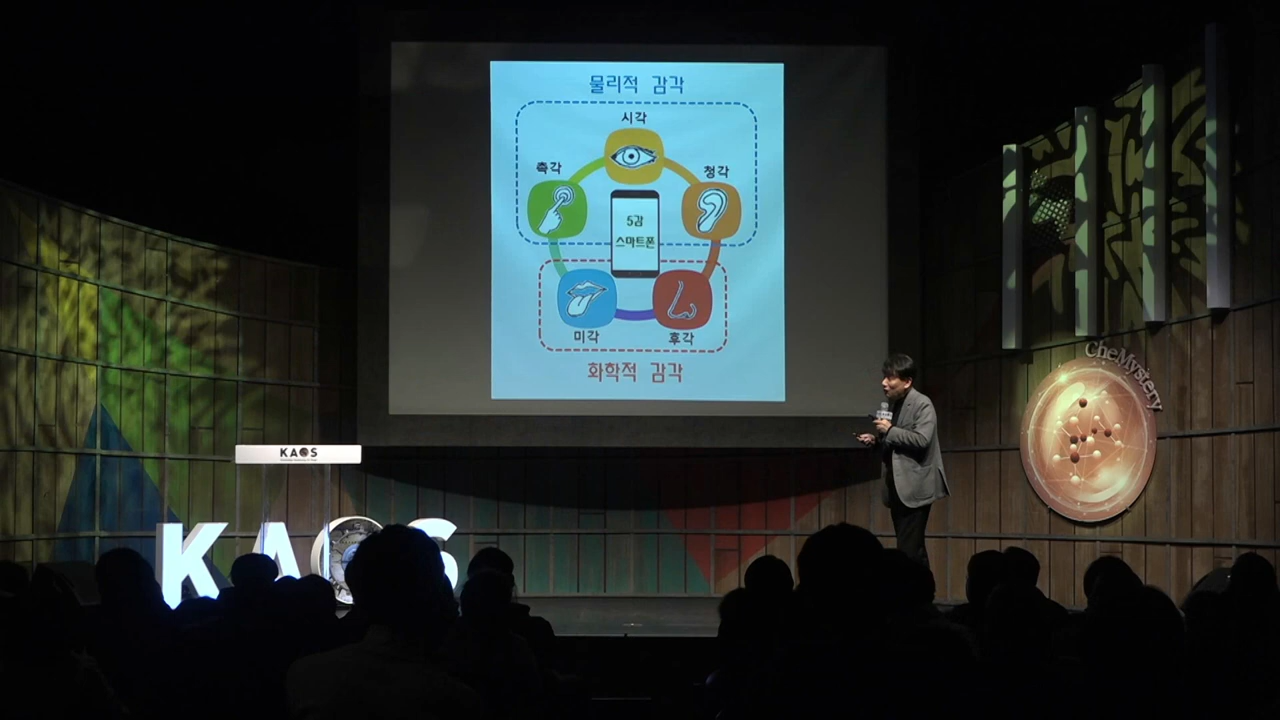 물리적 감각
시각
촉각
청각
5감
스마트폰
미각
후각
화학적 감각
CheMystery
KAOS
KAOS